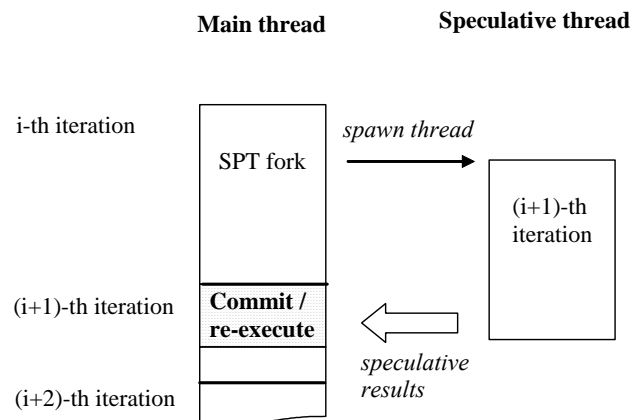 Main thread
Speculative thread
i-th iteration
spawn thread
SPT fork
(i+1)-th
iteration
(i+1)-th iteration
Commit /
re-execute
speculative
results
(i+2)-th iteration